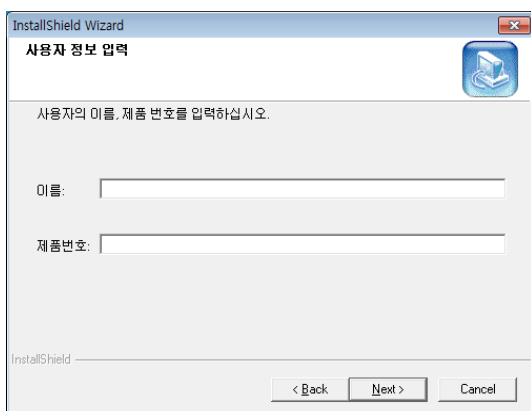 InstallShield Wizard
사용자 정보 입력
사용자의 이름, 제품 번호를 입력하십시오.
이름:
제품번호:
InstallShield
< Back
Next >
Cancel